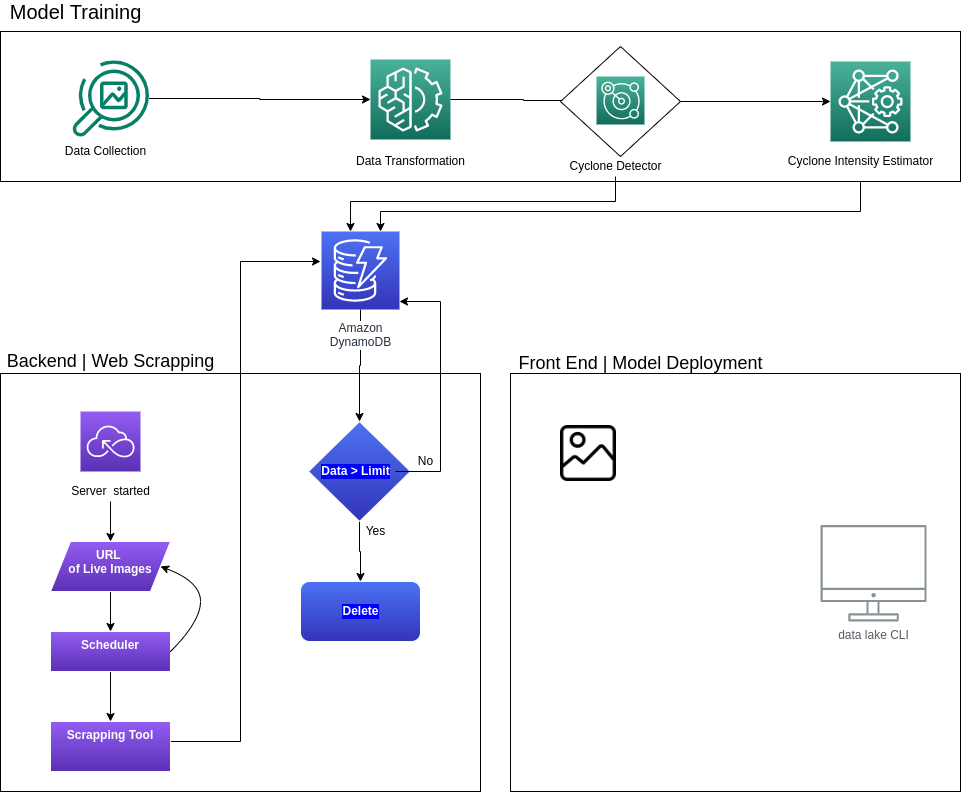 Model Training
Data Collection
Data Transformation
Cyclone Detector
Cyclone Intensity Estimator
Amazon
DynamoDB
Backend | Web Scrapping
Server started
URL
of Live Images
Scheduler
Scrapping Tool
Data > Limit
No
Yes
Delete
Front End | Model Deployment
data lake CLI